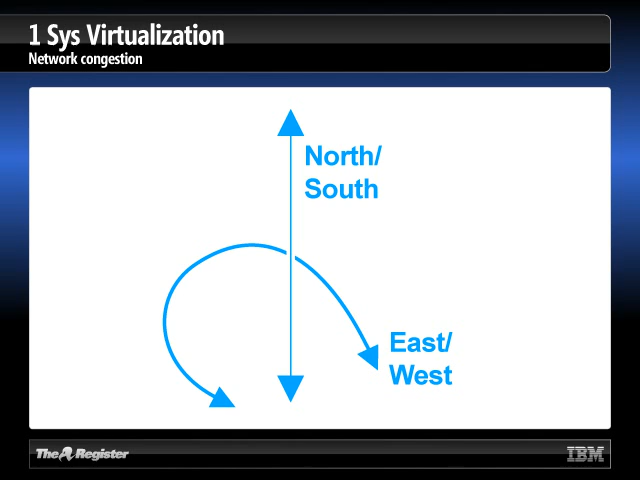 1 Sys Virtualization
Network congestion
North/
South
East/
West
The Register
IBM